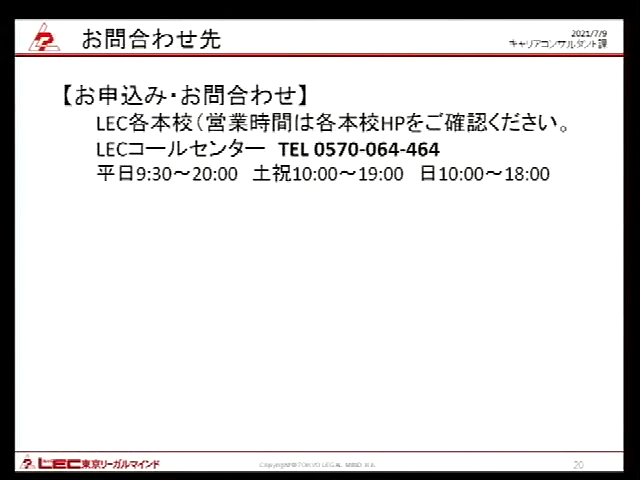 お問合わせ先
2021/7/9
キャリアコンサルタント課
【お申込み・お問合わせ】
LEC各本校（営業時間は各本校HPをご確認ください。
LECコールセンター TEL 0570-064-464
平日9:30～20:00 土祝10:00～19:00 日10:00～18:00
LEC東京リーガルマインド
20